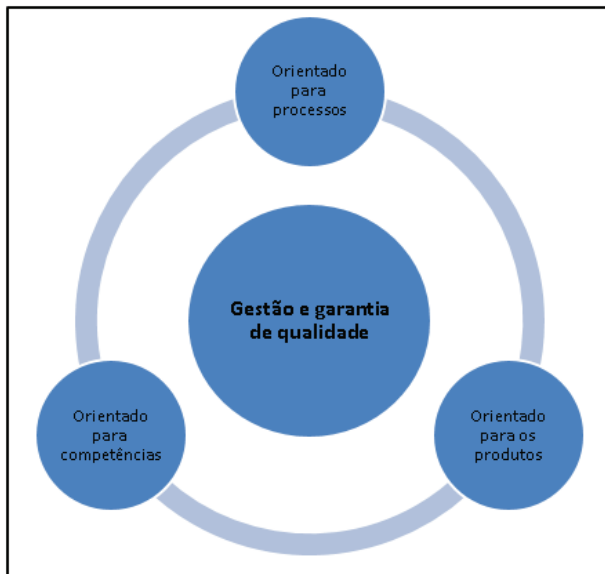 Orientado
para
processos
Gestão e garantia
de qualidade
Orientado
para
competências
Orientado
para os
produtos